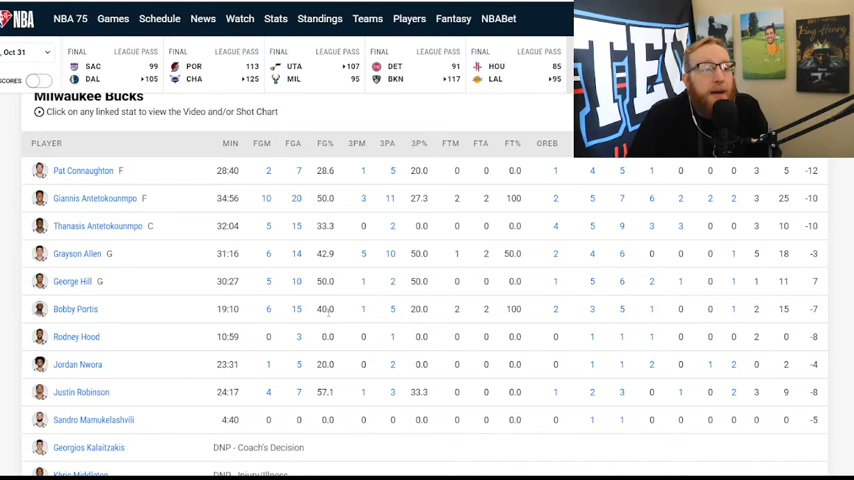 NBA NBA 75 Games Schedule News Watch Stats Standings Teams Players Fantasy NBABet
, Oct 31
SCORES
FINAL LEAGUE PASS
SAC 99
DAL 105
FINAL LEAGUE PASS
POR 113
CHA 125
FINAL LEAGUE PASS
UTA 107
MIL 95
FINAL LEAGUE PASS
DET 91
BKN 117
FINAL LEAGUE PASS
HOU 85
LAL 95
TEU
King Henry
Milwaukee Bucks
Click on any linked stat to view the Video and/or Shot Chart
PLAYER MIN FGM FGA FG% 3PM 3PA 3P% FTM FTA FT% OREB
Pat Connaughton F 28:40 2 7 28.6 1 5 20.0 0 0 0.0 1 4 5 1 0 0 0 3 5 -12
Giannis Antetokounmpo F 34:56 10 20 50.0 3 11 27.3 2 2 100 2 5 7 6 2 2 2 3 25 -10
Thanasis Antetokounmpo C 32:04 5 15 33.3 0 2 0.0 0 0 0.0 4 5 9 3 3 0 0 3 10 -10
Grayson Allen G 31:16 6 14 42.9 5 10 50.0 1 2 50.0 2 4 6 0 0 0 1 5 18 -3
George Hill G 30:27 5 10 50.0 1 2 50.0 0 0 0.0 1 5 6 2 1 0 1 1 11 7
Bobby Portis 19:10 6 15 40.0 1 5 20.0 2 2 100 2 3 5 1 0 0 1 2 15 -7
Rodney Hood 10:59 0 3 0.0 0 1 0.0 0 0 0.0 0 1 1 1 0 0 0 2 0 -8
Jordan Nwora 23:31 1 5 20.0 0 2 0.0 0 0 0.0 0 1 1 2 0 1 2 0 2 -4
Justin Robinson 24:17 4 7 57.1 1 3 33.3 0 0 0.0 1 2 3 0 1 0 2 3 9 -8
Sandro Mamukelashvili 4:40 0 0 0.0 0 0 0.0 0 0 0.0 0 1 1 0 0 0 0 0 0 -5
Georgios Kalaitzakis DNP - Coach's Decision
Khris Middleton DNP - Injury/Illness